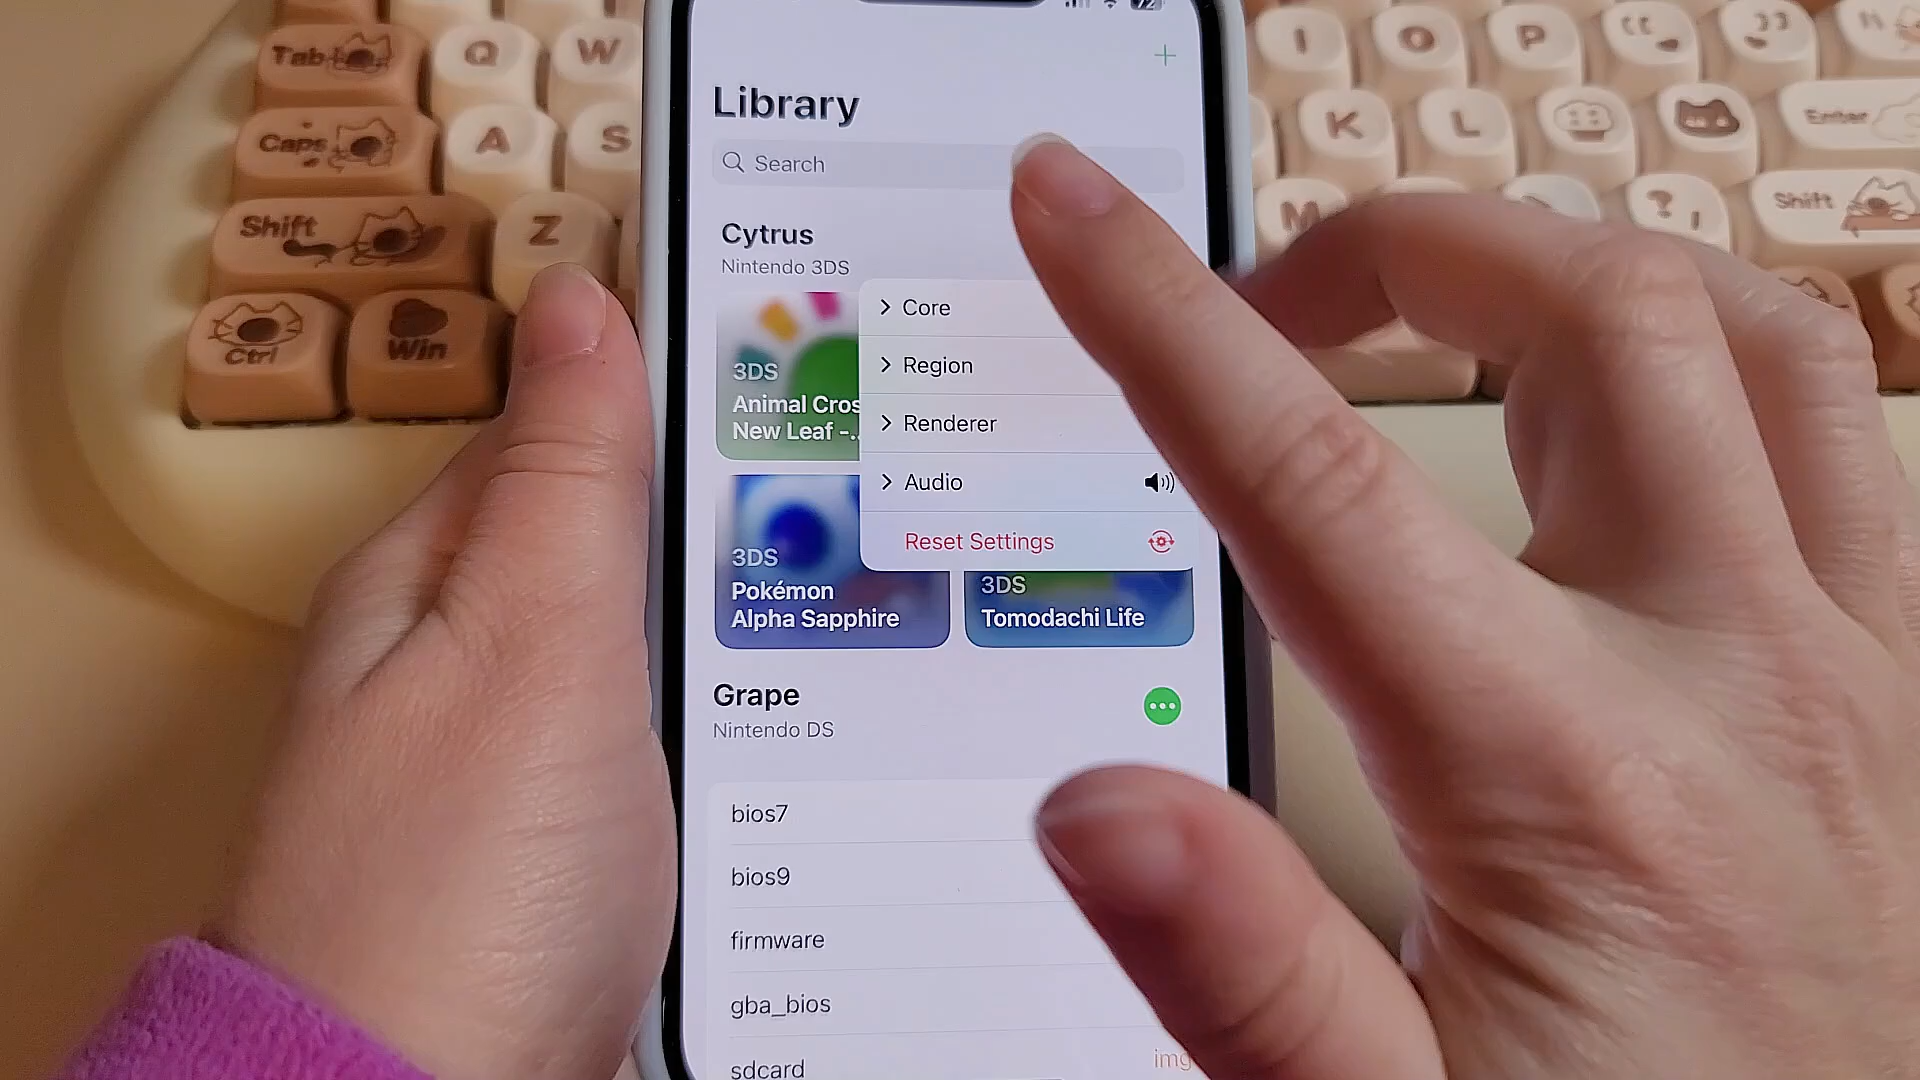 72
Library
Search
Cytrus
Nintendo 3DS
Core
Region
Renderer
Audio
Reset Settings
3DS
Animal Cros
New Leaf -..
3DS
Pokémon
Alpha Sapphire
3DS
Tomodachi Life
Grape
Nintendo DS
bios7
bios9
firmware
gba_bios
sdcard
img
Tab
Q
W
Caps
A
S
Shift
Z
Ctrl
Win
I
O
P
K
L
Enter
M
?
Shift